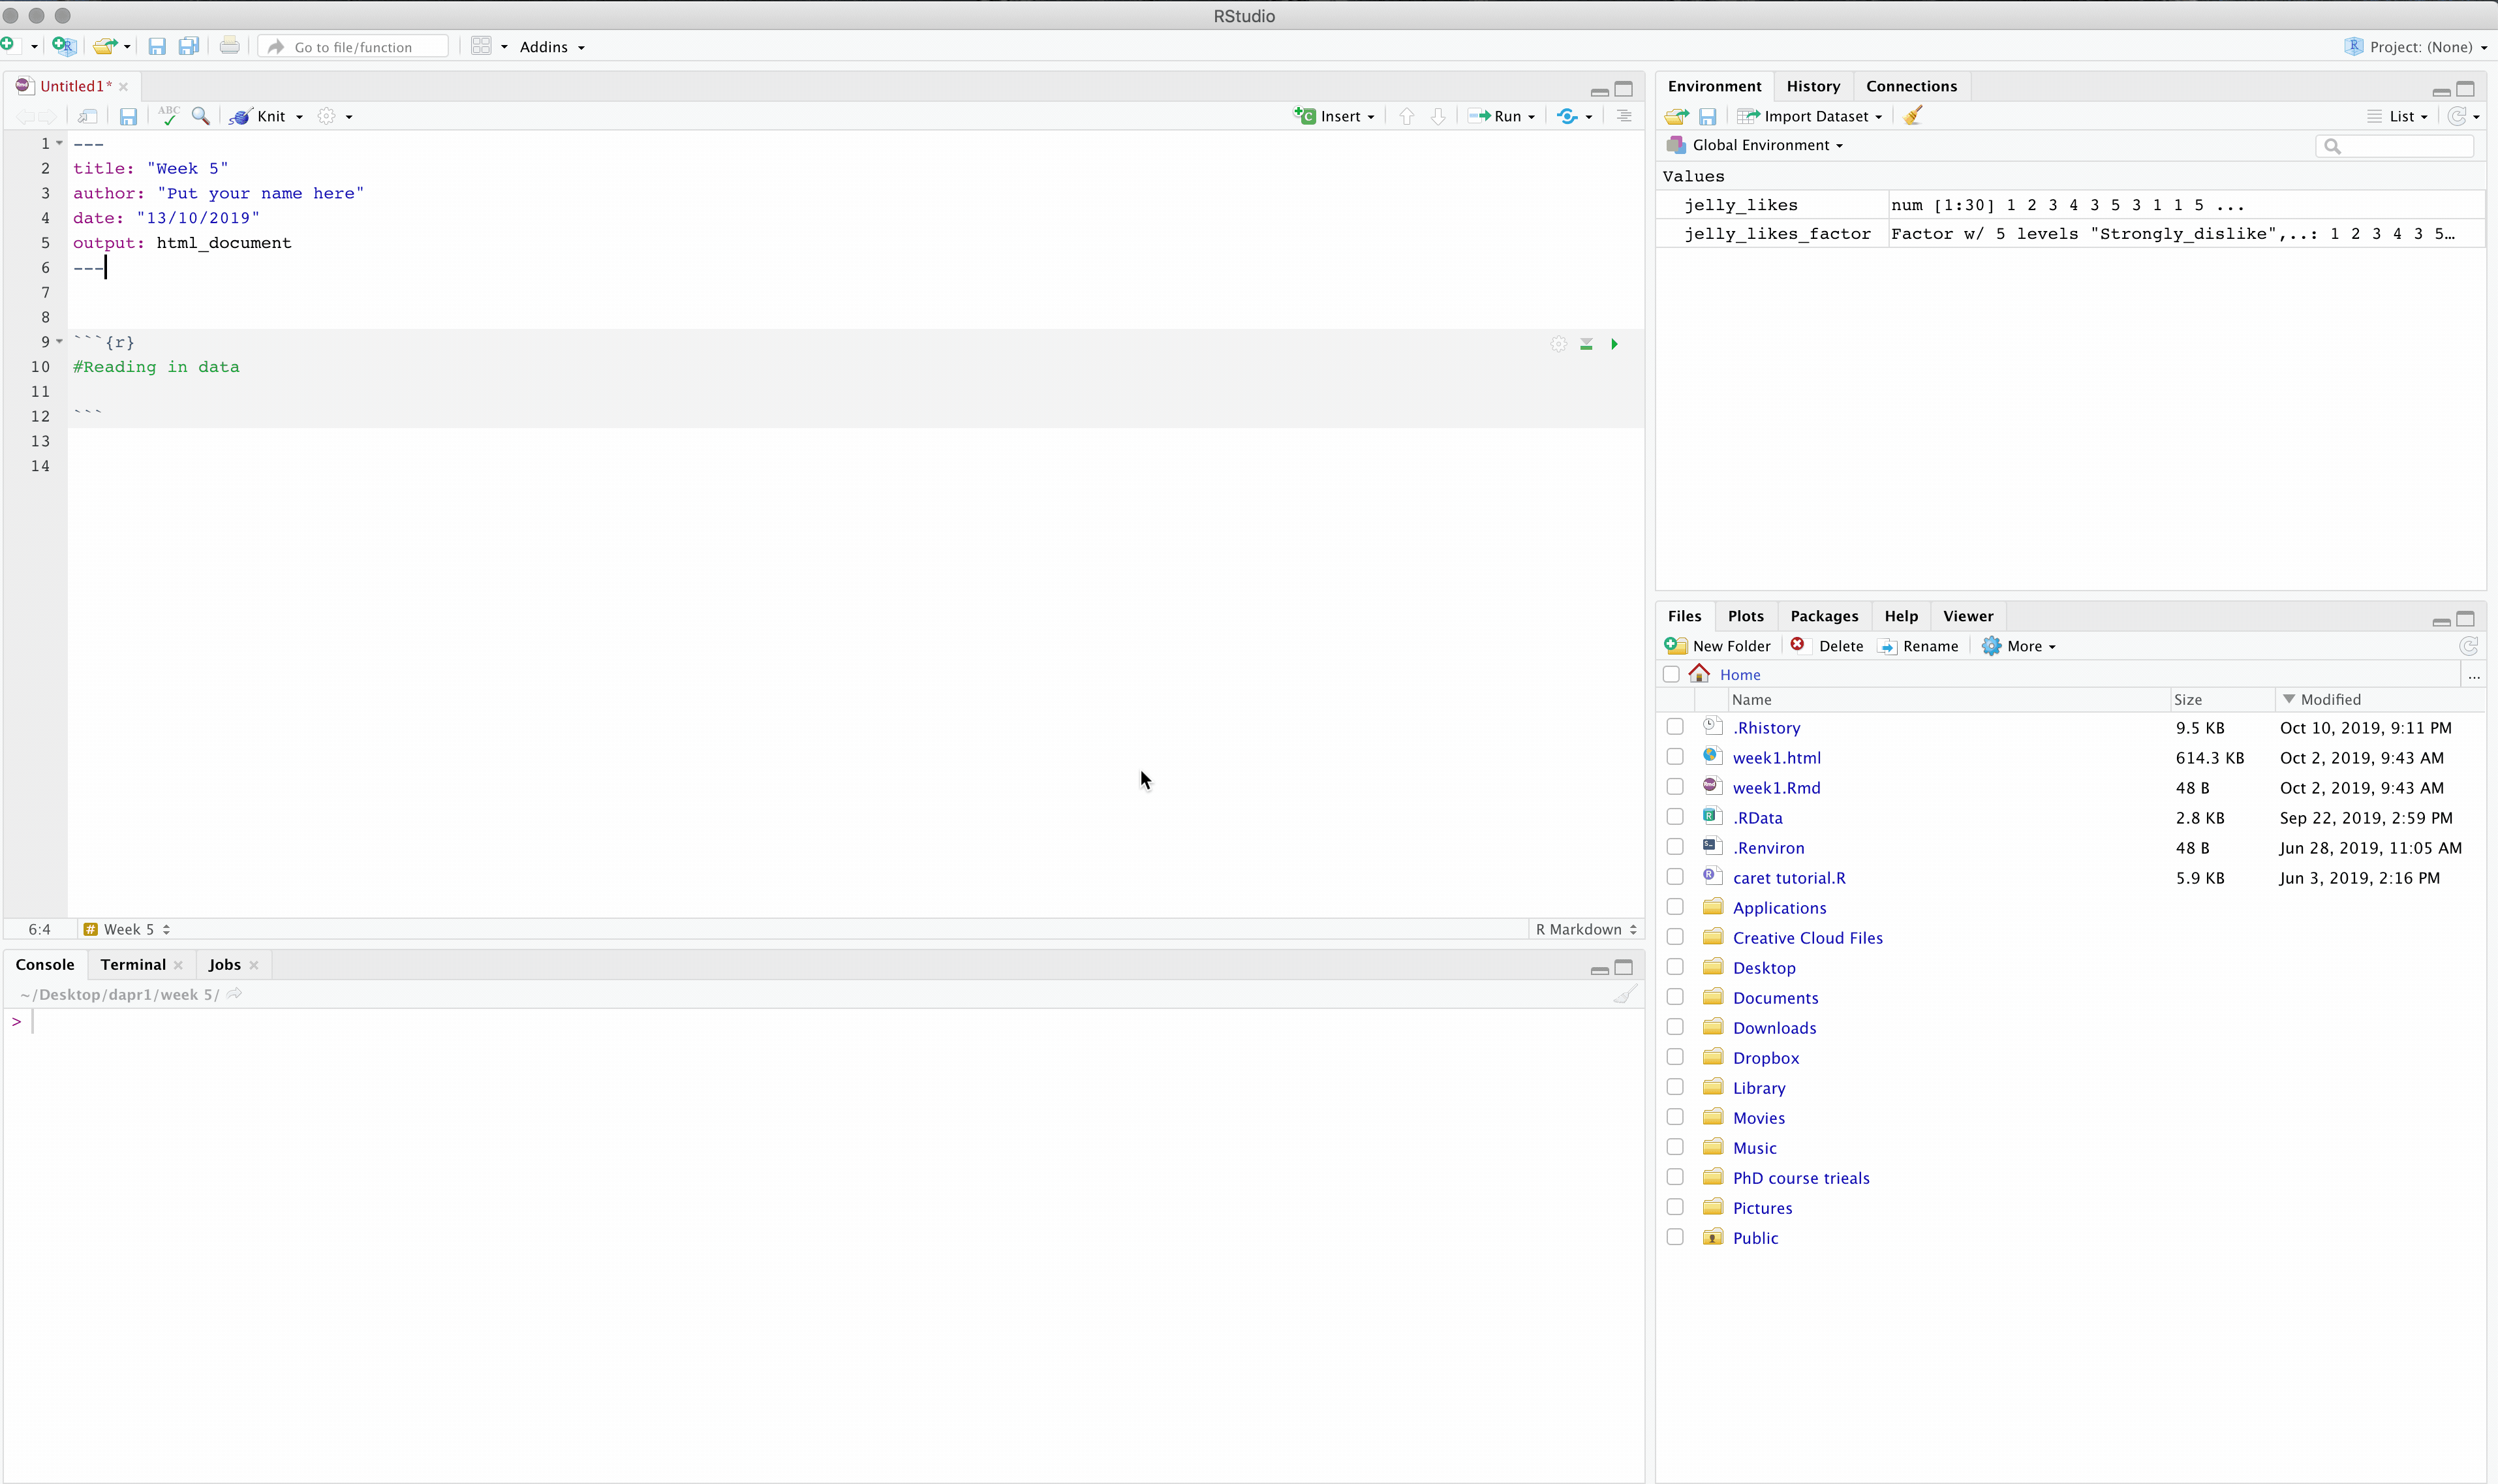 RStudio
Go to file/function
Addins
Project: (None)
Untitled1*
ABC
Knit
Insert
Run
1 ---
2 title: "Week 5"
3 author: "Put your name here"
4 date: "13/10/2019"
5 output: html_document
6 ---
7
8
9 ```{r}
10 #Reading in data
11
12 ```
13
14
6:4
# Week 5
R Markdown
Console Terminal Jobs
~/Desktop/dapr1/week 5/
>
Environment History Connections
Import Dataset
List
Global Environment
Values
jelly_likes num [1:30] 1 2 3 4 3 5 3 1 1 5 ...
jelly_likes_factor Factor w/ 5 levels "Strongly_dislike",..: 1 2 3 4 3 5…
Files Plots Packages Help Viewer
New Folder Delete Rename More
Home ...
Name Size Modified
.Rhistory 9.5 KB Oct 10, 2019, 9:11 PM
week1.html 614.3 KB Oct 2, 2019, 9:43 AM
week1.Rmd 48 B Oct 2, 2019, 9:43 AM
.RData 2.8 KB Sep 22, 2019, 2:59 PM
.Renviron 48 B Jun 28, 2019, 11:05 AM
caret tutorial.R 5.9 KB Jun 3, 2019, 2:16 PM
Applications
Creative Cloud Files
Desktop
Documents
Downloads
Dropbox
Library
Movies
Music
PhD course trieals
Pictures
Public